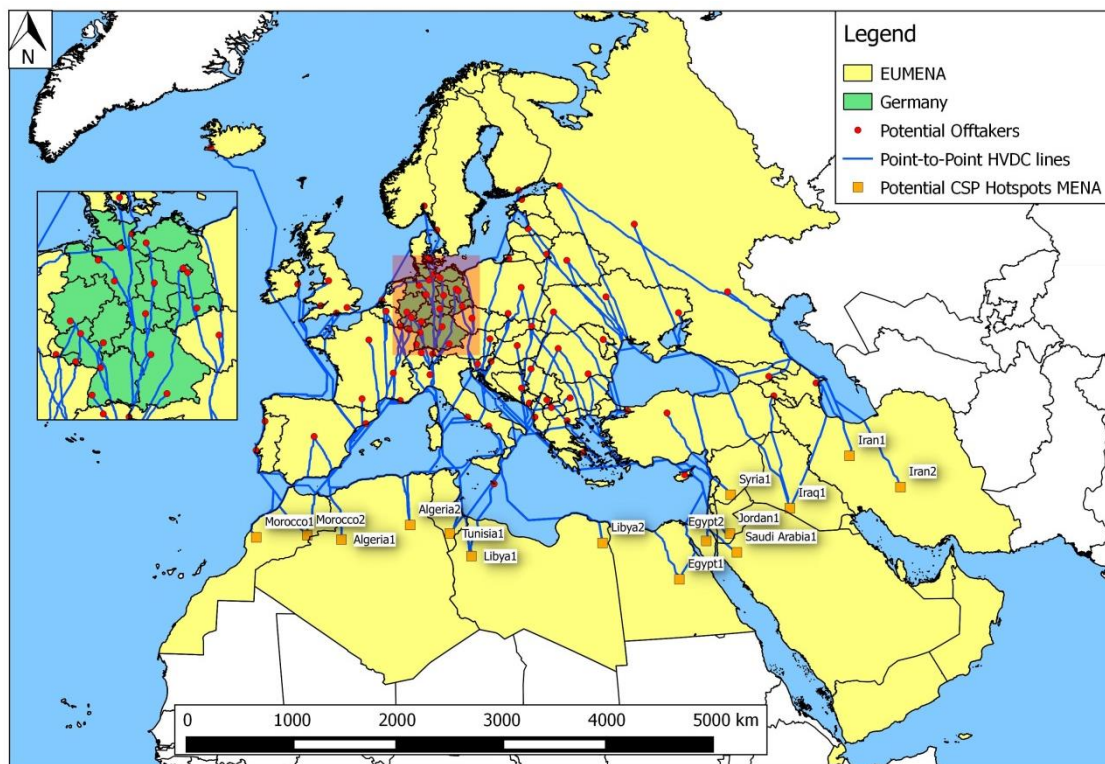 N
Legend
EUMENA
Germany
Potential Offtakers
Point-to-Point HVDC lines
Potential CSP Hotspots MENA
Iran1
Iran2
Syria1
Iraq1
Algeria2
Morocco1
Morocco2
Algeria1
Tunisia1
Libya1
Libya2
Egypt2
Jordan1
Saudi Arabia1
Egypt1
0 1000 2000 3000 4000 5000 km